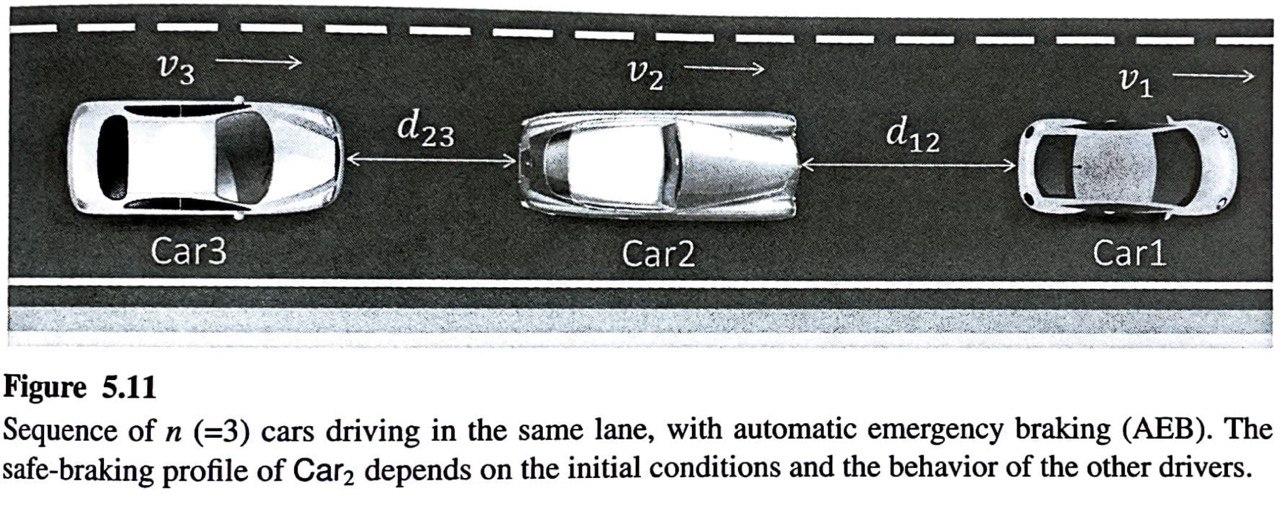 v₃ v₂ v₁
d₂₃ d₁₂
Car3 Car2 Car1
Figure 5.11
Sequence of n (=3) cars driving in the same lane, with automatic emergency braking (AEB). The
safe-braking profile of Car₂ depends on the initial conditions and the behavior of the other drivers.